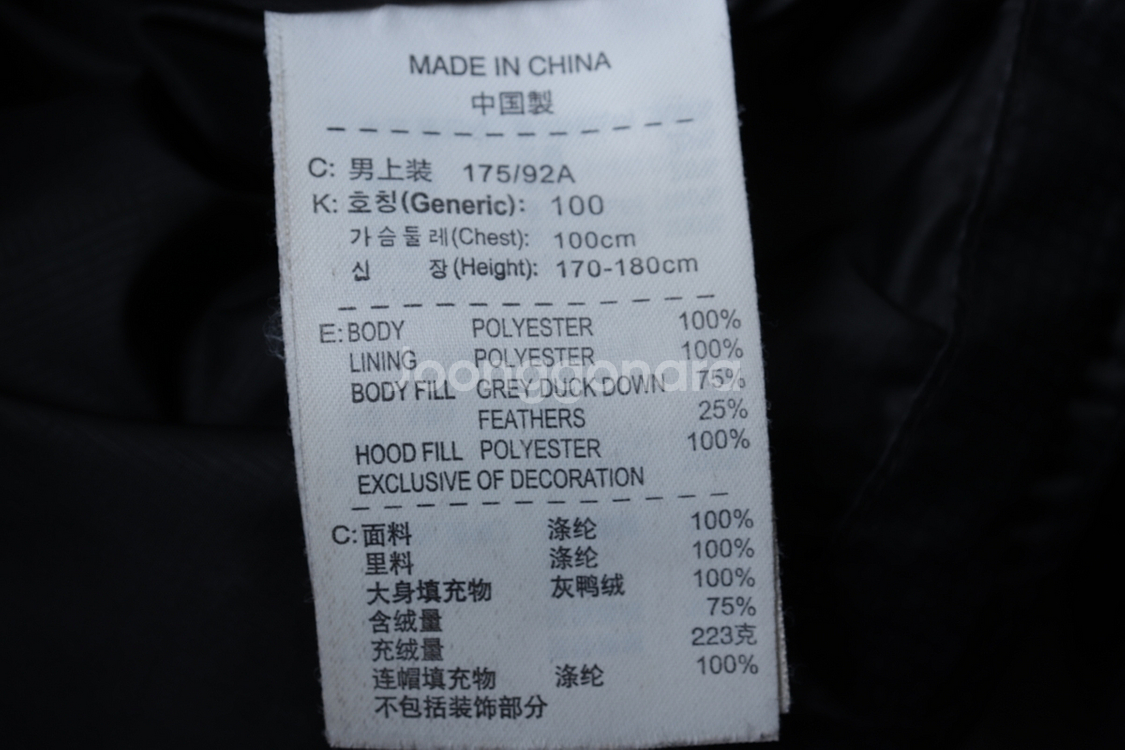 MADE IN CHINA
中国製
C: 男上装 175/92A
K: 호칭(Generic): 100
가슴둘레(Chest): 100cm
신 장(Height): 170-180cm
E: BODY POLYESTER 100%
LINING POLYESTER 100%
joonggonara
BODY FILL GREY DUCK DOWN 75%
FEATHERS 25%
HOOD FILL POLYESTER 100%
EXCLUSIVE OF DECORATION
C: 面料 涤纶 100%
里料 涤纶 100%
大身填充物 灰鸭绒 100%
含绒量 75%
充绒量 223克
连帽填充物 涤纶 100%
不包括装饰部分